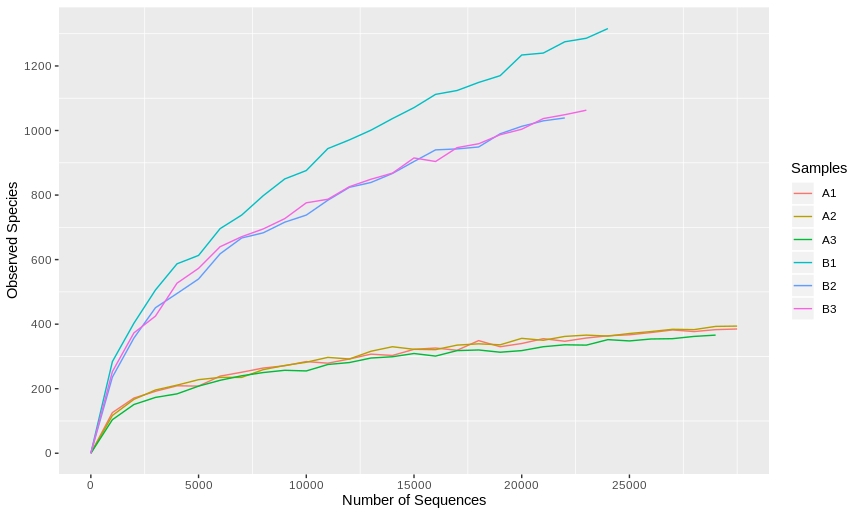 1200
1000
800
600
400
200
0
Observed Species
0 5000 10000 15000 20000 25000
Number of Sequences
Samples
A1
A2
A3
B1
B2
B3